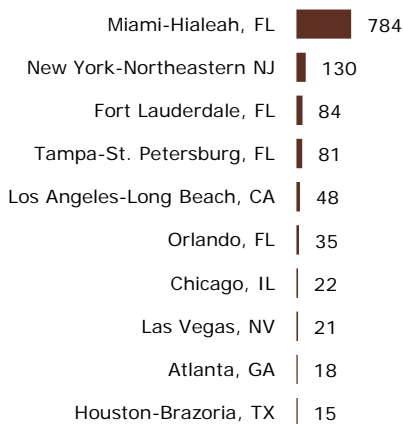 Miami-Hialeah, FL 784
New York-Northeastern NJ 130
Fort Lauderdale, FL 84
Tampa-St. Petersburg, FL 81
Los Angeles-Long Beach, CA 48
Orlando, FL 35
Chicago, IL 22
Las Vegas, NV 21
Atlanta, GA 18
Houston-Brazoria, TX 15